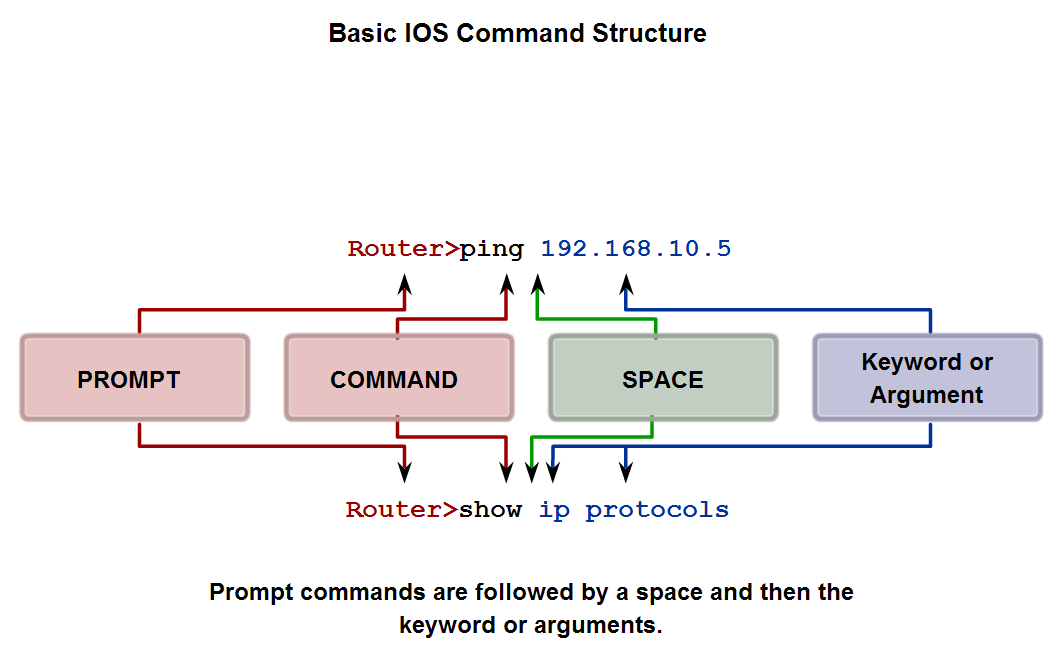 Basic IOS Command Structure
Router>ping 192.168.10.5
PROMPT
COMMAND
SPACE
Keyword or
Argument
Router>show ip protocols
Prompt commands are followed by a space and then the
keyword or arguments.